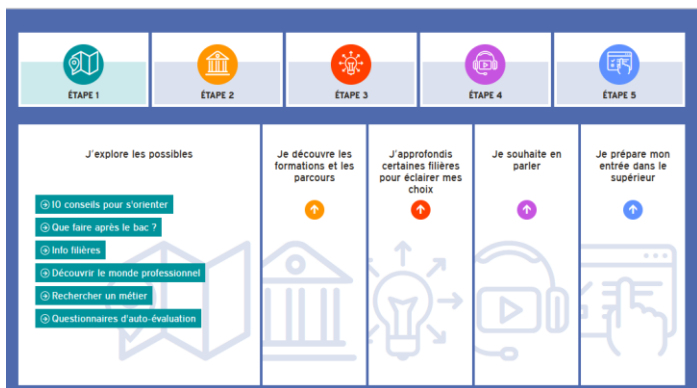 ÉTAPE 1
ÉTAPE 2
ÉTAPE 3
ÉTAPE 4
ÉTAPE 5
J'explore les possibles
10 conseils pour s'orienter
Que faire après le bac ?
Info filières
Découvrir le monde professionnel
Rechercher un métier
Questionnaires d'auto-évaluation
Je découvre les
formations et les
parcours
J'approfondis
certaines filières
pour éclairer mes
choix
Je souhaite en
parler
Je prépare mon
entrée dans le
supérieur